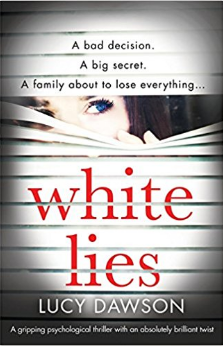 A bad decision.
A big secret.
A family about to lose everything...
white
lies
LUCY DAWSON
A gripping psychological thriller with an absolutely brilliant twist